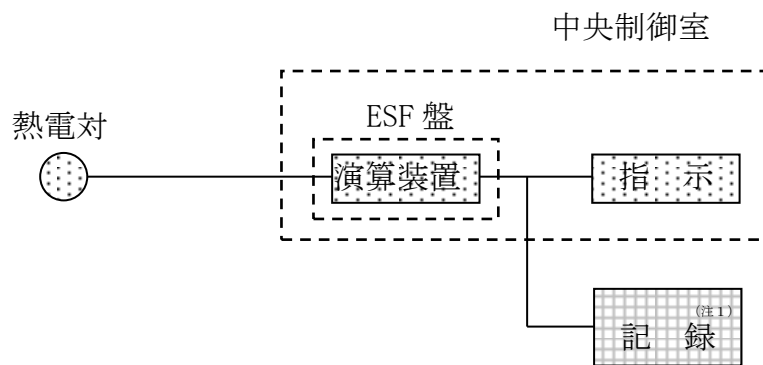 中央制御室
熱電対
ESF 盤
演算装置
指 示
(注1)
記 録